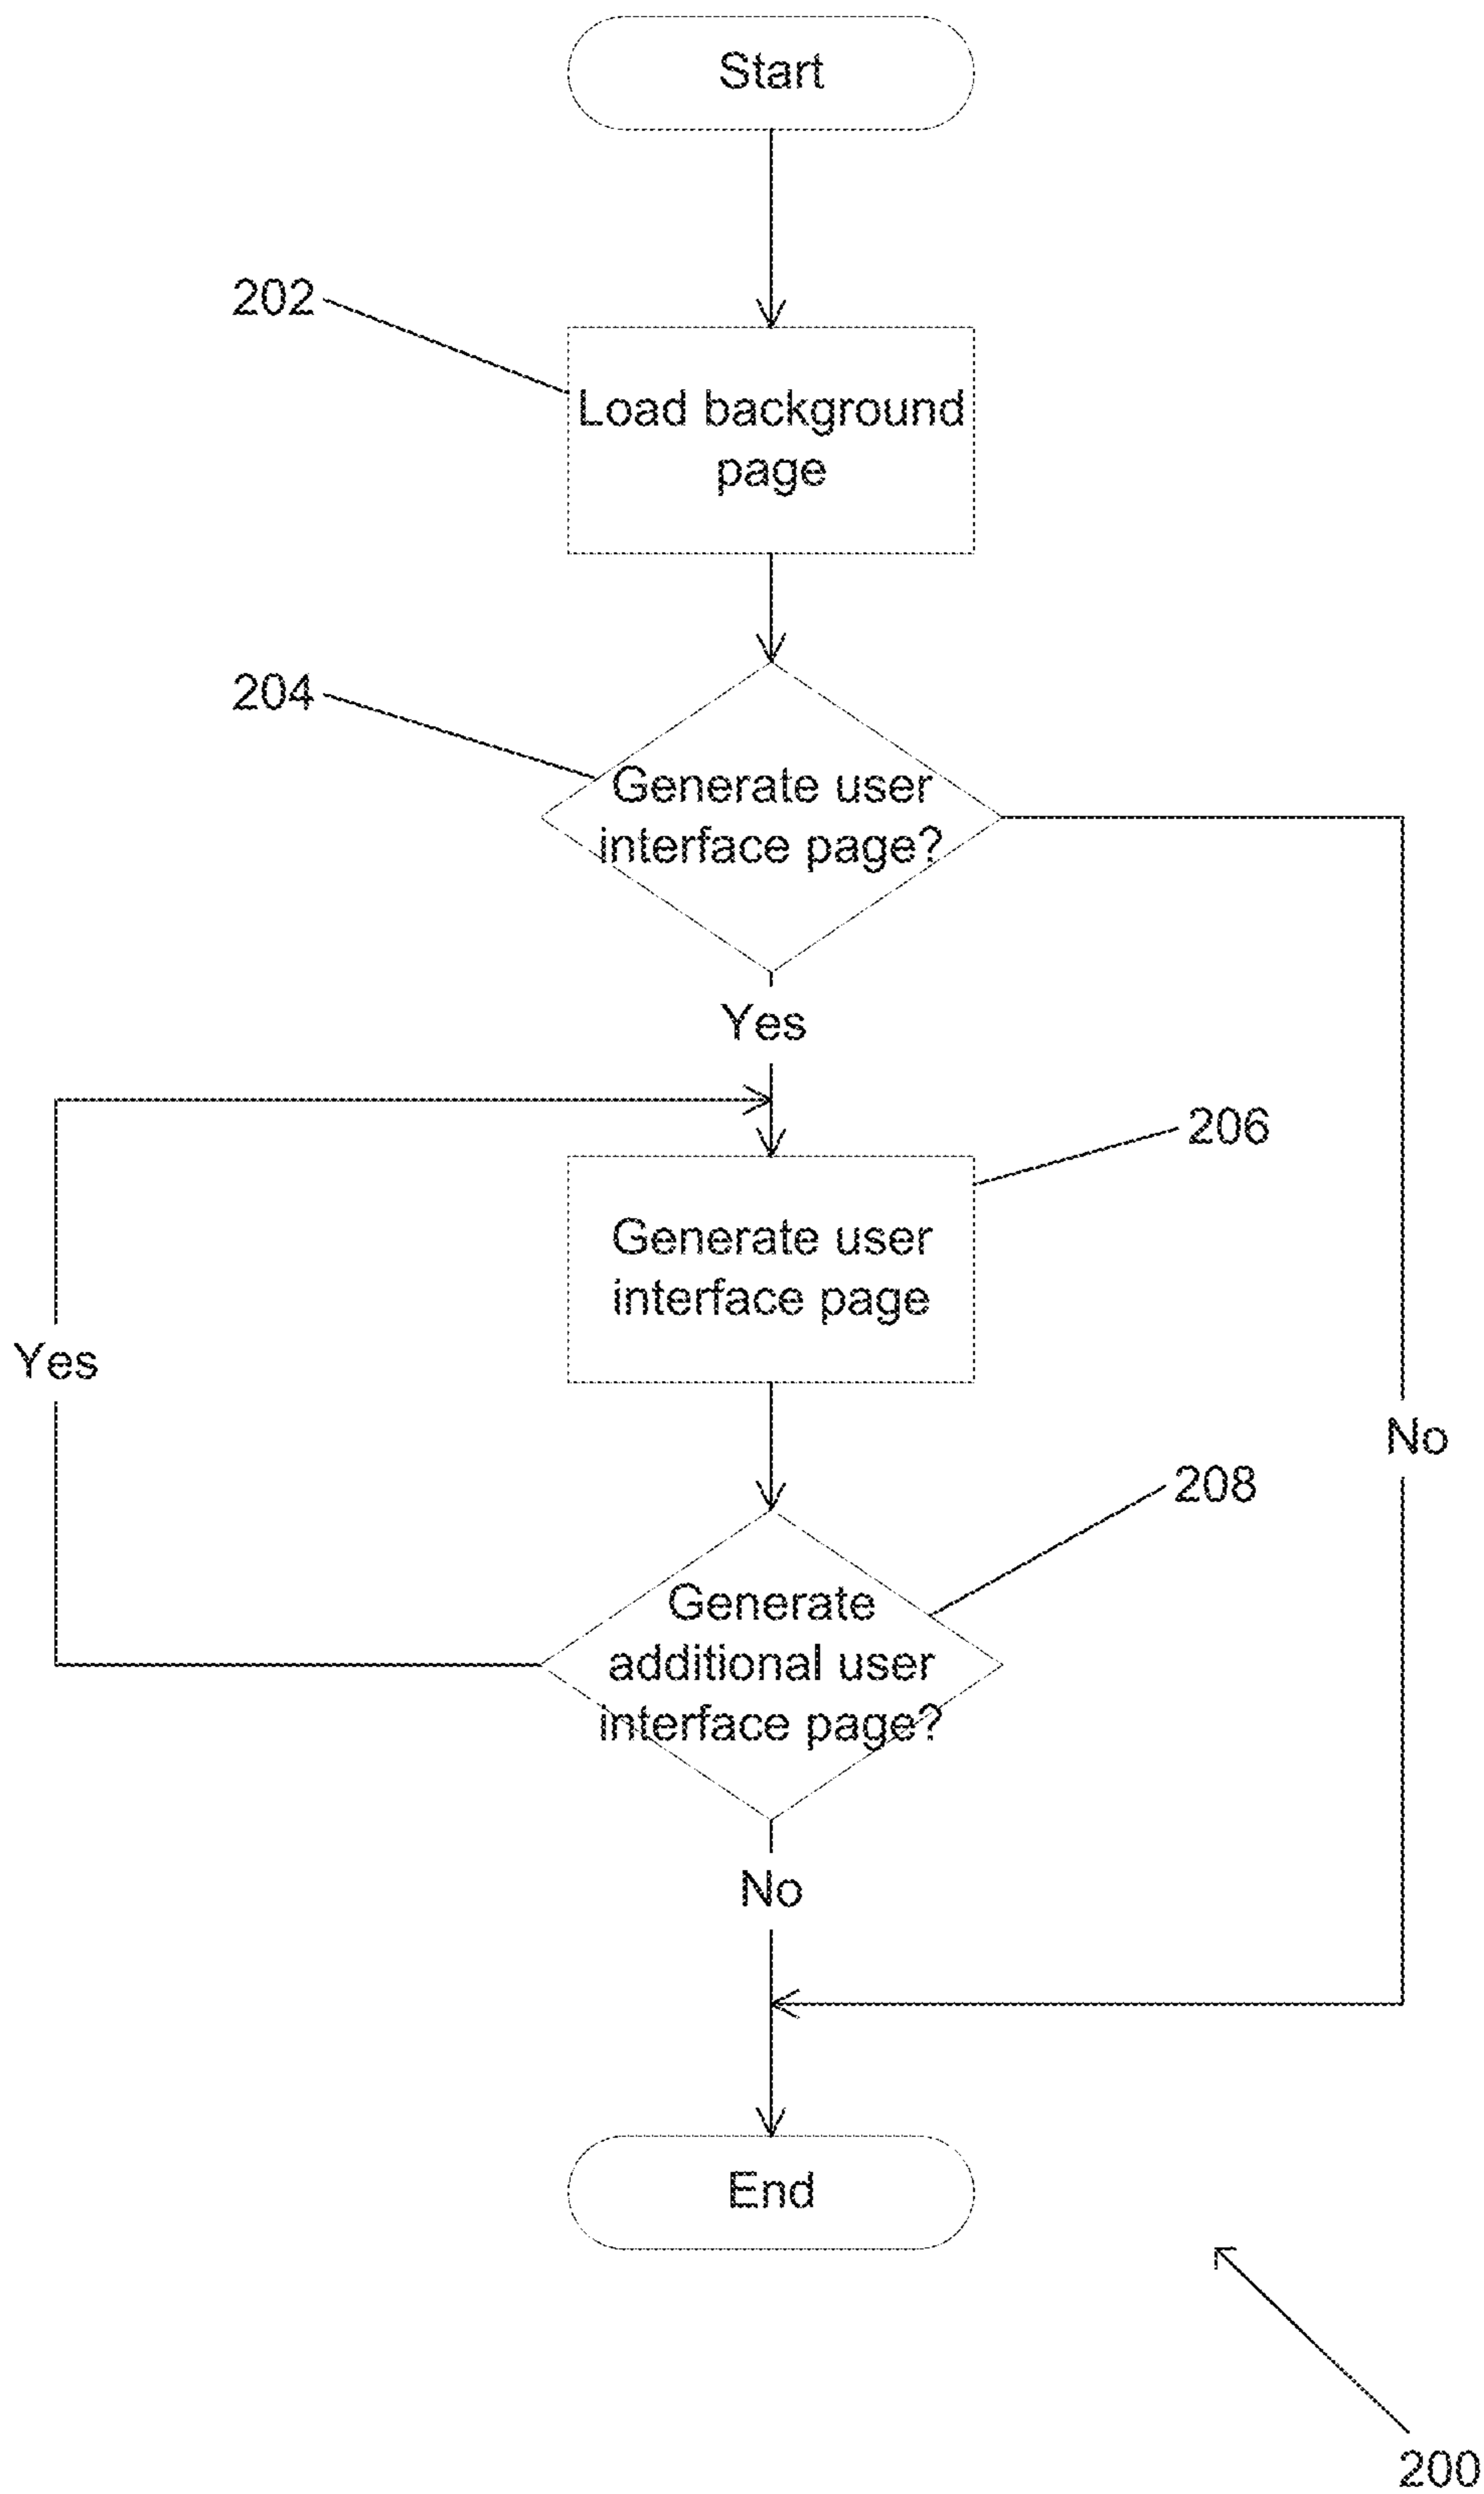 Start
202
Load background
page
204
Generate user
interface page?
Yes
206
Generate user
interface page
Yes
No
208
Generate
additional user
interface page?
No
End
200